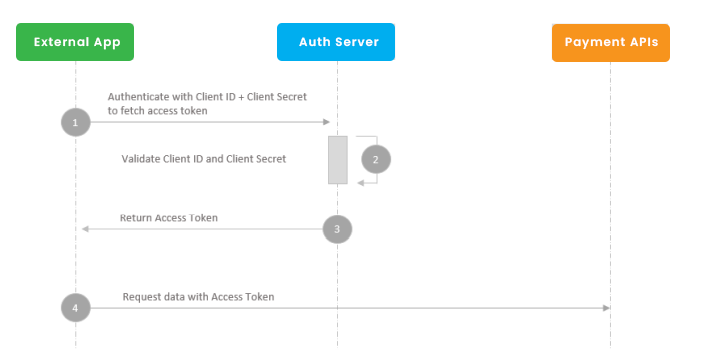 External App
Auth Server
Payment APIs
Authenticate with Client ID + Client Secret
to fetch access token
1
Validate Client ID and Client Secret
2
Return Access Token
3
Request data with Access Token
4